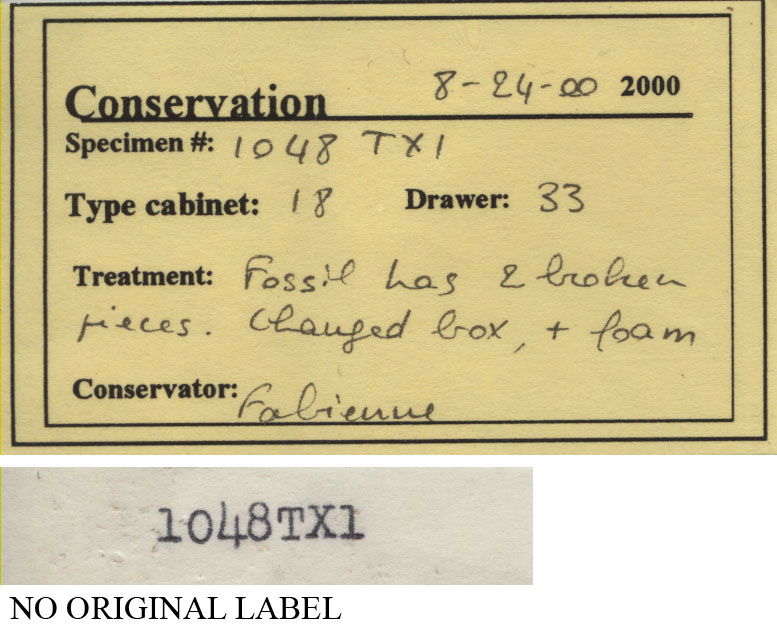 8-24-00 2000
Conservation
Specimen #: 1048 TX1
Type cabinet: 18 Drawer: 33
Treatment: Fossil has 2 broken
pieces. Changed box, + foam
Conservator: Fabienne
1048TX1
NO ORIGINAL LABEL